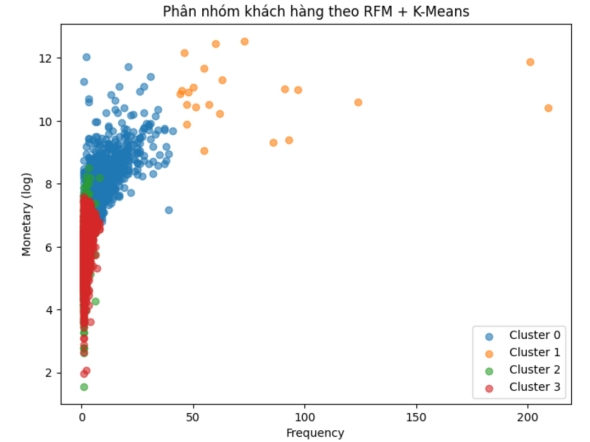 Phân nhóm khách hàng theo RFM + K-Means
12
10
8
6
4
2
Monetary (log)
Cluster 0
Cluster 1
Cluster 2
Cluster 3
0
50
100
150
200
Frequency